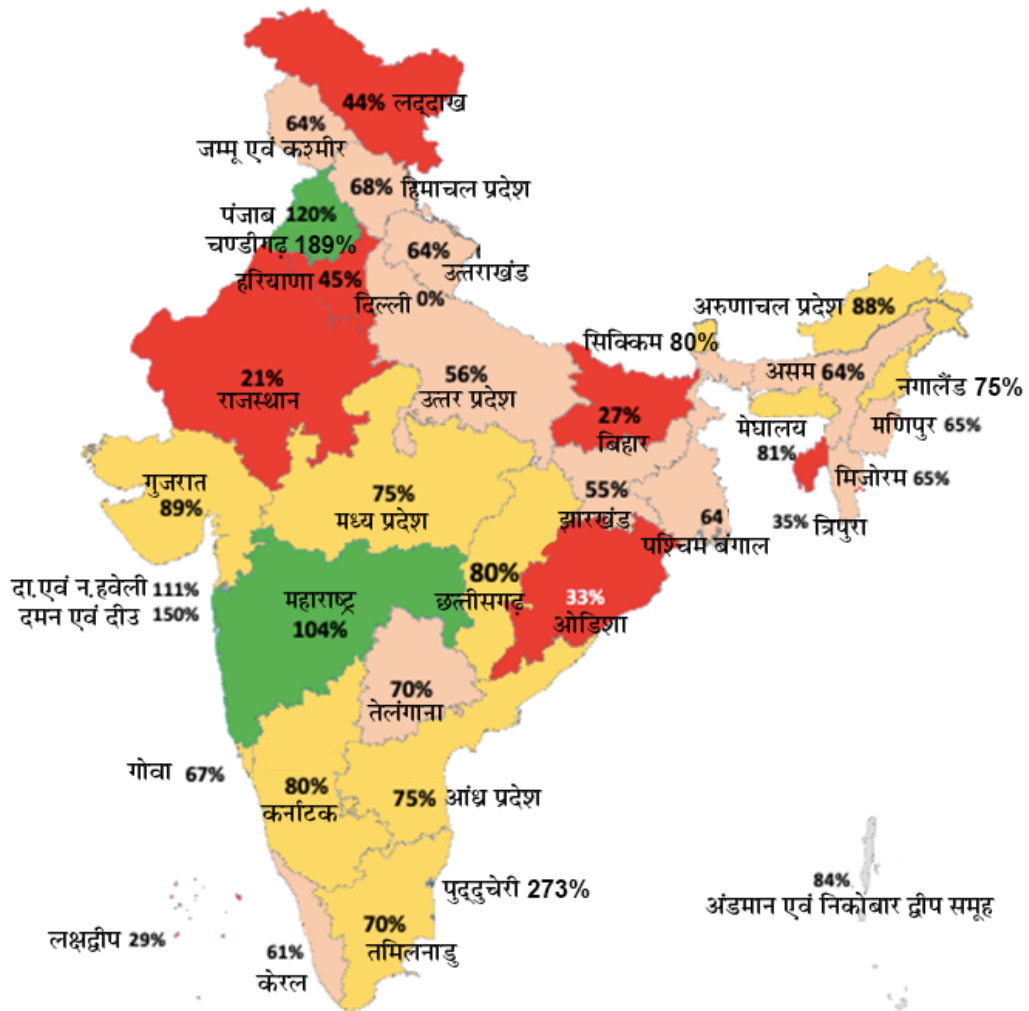 44% लद्दाख
64%
जम्मू एवं कश्मीर
68% हिमाचल प्रदेश
पंजाब 120%
चण्डीगढ़ 189%
64%
उत्तराखंड
हरियाणा 45%
दिल्ली 0%
अरुणाचल प्रदेश 88%
सिक्किम 80%
असम 64%
नगालैंड 75%
21%
राजस्थान
56%
उत्तर प्रदेश
27%
बिहार
मेघालय
81%
मणिपुर 65%
मिजोरम 65%
35% त्रिपुरा
गुजरात
89%
75%
मध्य प्रदेश
55%
झारखंड
64
पश्चिम बंगाल
दा.एवं न.हवेली 111%
दमन एवं दीउ 150%
महाराष्ट्र
104%
80%
छत्तीसगढ़
33%
ओडिशा
70%
तेलंगाना
गोवा 67%
80%
कर्नाटक
75% आंध्र प्रदेश
पुद्दुचेरी 273%
84%
अंडमान एवं निकोबार द्वीप समूह
लक्षद्वीप 29%
61%
केरल
70%
तमिलनाडु